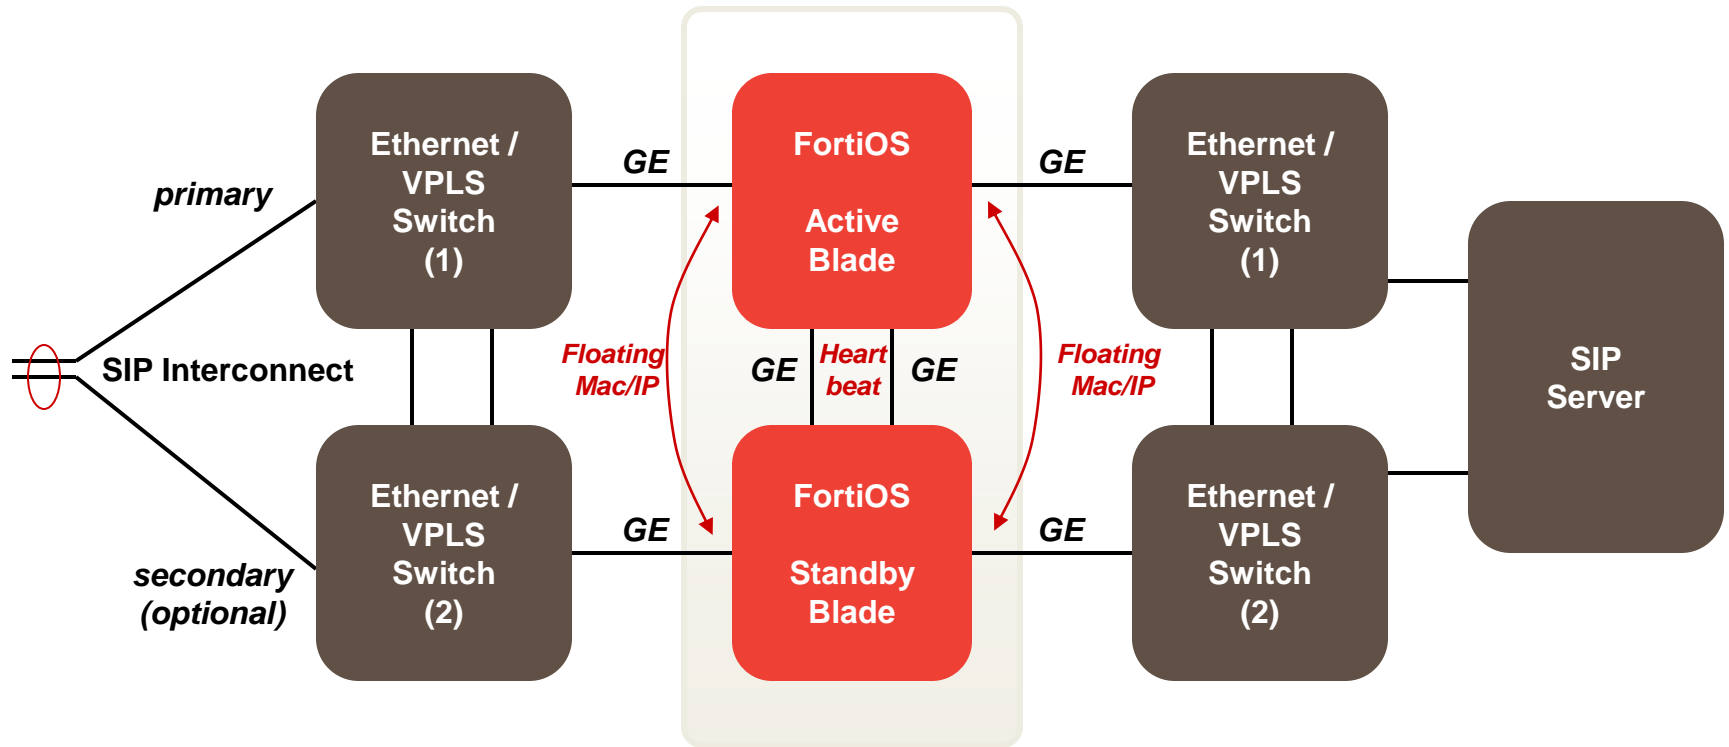 primary
SIP Interconnect
secondary
(optional)
Ethernet /
VPLS
Switch
(1)
Ethernet /
VPLS
Switch
(2)
GE
GE
Floating
Mac/IP
FortiOS
Active
Blade
GE
Heart
beat
GE
FortiOS
Standby
Blade
GE
GE
Floating
Mac/IP
Ethernet /
VPLS
Switch
(1)
Ethernet /
VPLS
Switch
(2)
SIP
Server